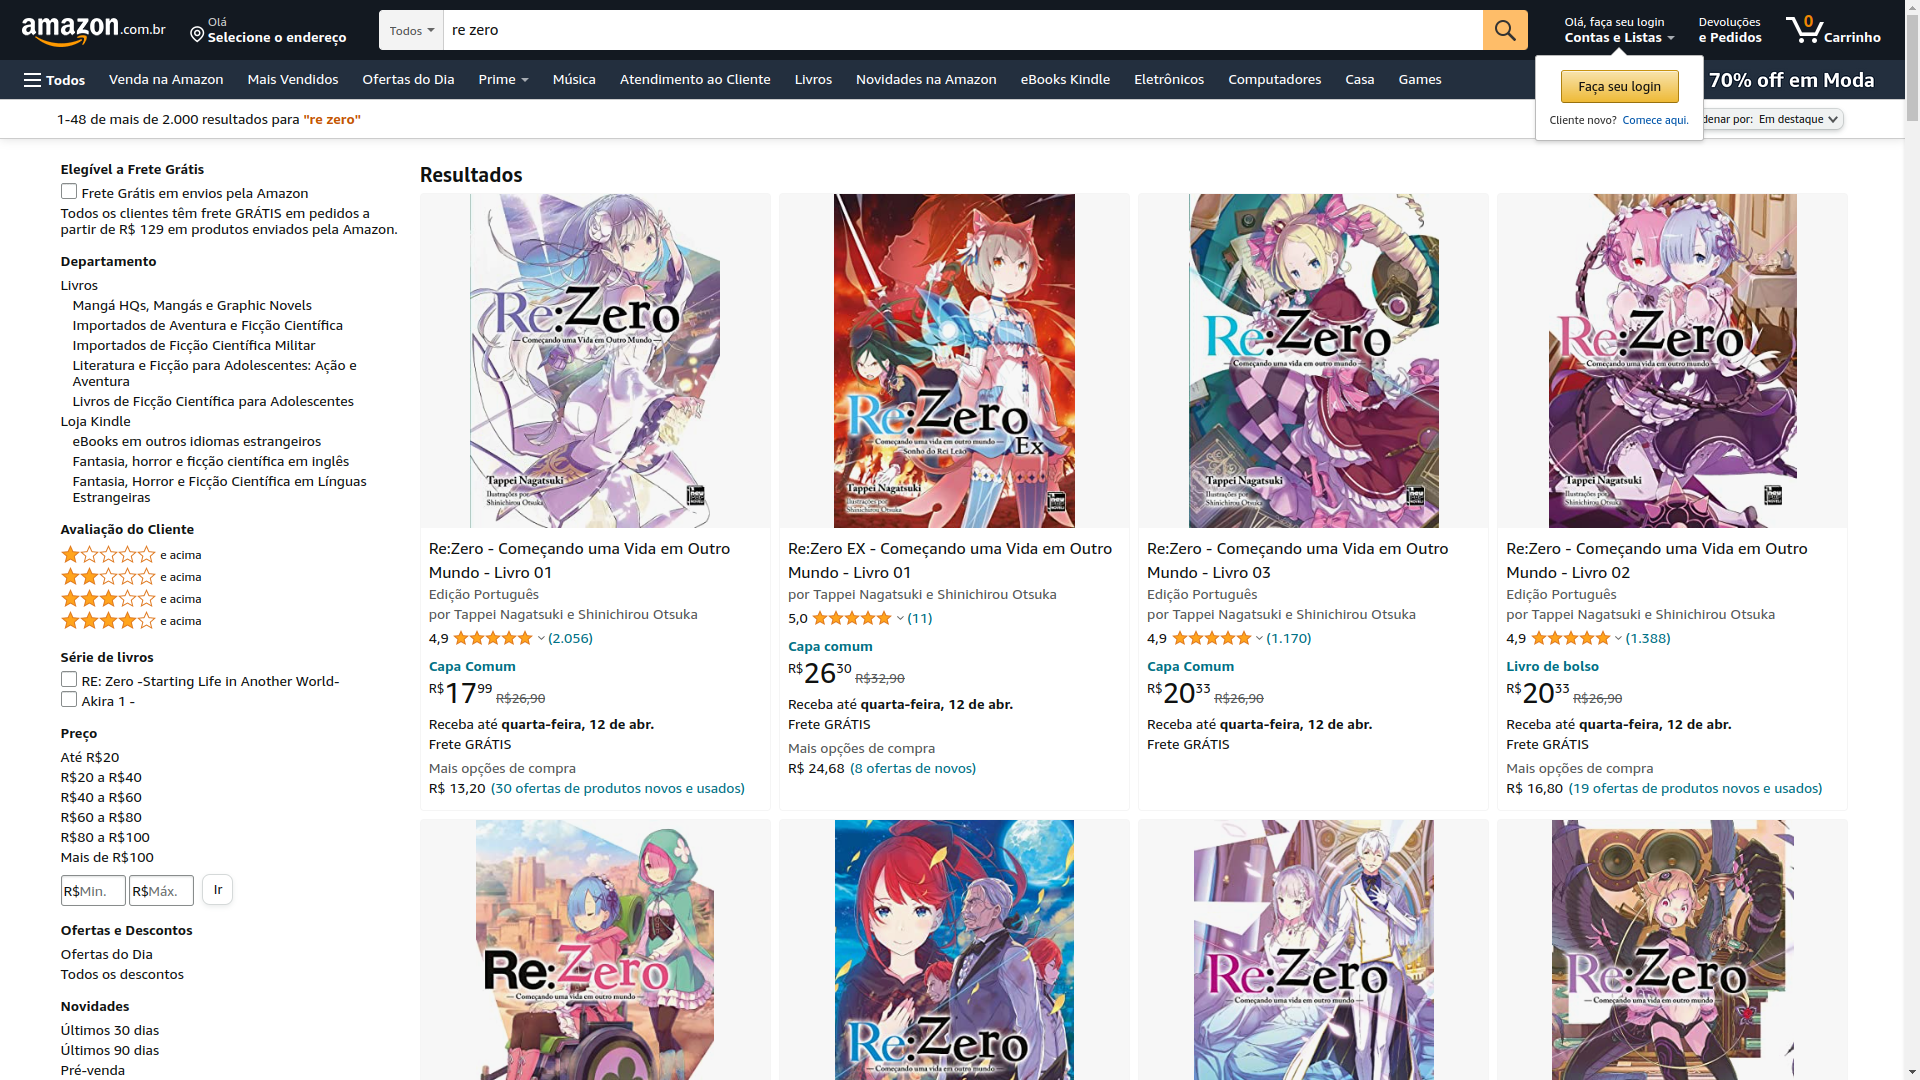 amazon.com.br
Olá
Selecione o endereço
Todos
re zero
Olá, faça seu login
Contas e Listas
Devoluções
e Pedidos
0
Carrinho
Todos
Venda na Amazon
Mais Vendidos
Ofertas do Dia
Prime
Música
Atendimento ao Cliente
Livros
Novidades na Amazon
eBooks Kindle
Eletrônicos
Computadores
Casa
Games
70% off em Moda
Faça seu login
Cliente novo? Comece aqui.
1-48 de mais de 2.000 resultados para "re zero"
denar por: Em destaque
Elegível a Frete Grátis
Frete Grátis em envios pela Amazon
Todos os clientes têm frete GRÁTIS em pedidos a
partir de R$ 129 em produtos enviados pela Amazon.
Departamento
Livros
Mangá HQs, Mangás e Graphic Novels
Importados de Aventura e Ficção Científica
Importados de Ficção Científica Militar
Literatura e Ficção para Adolescentes: Ação e
Aventura
Livros de Ficção Científica para Adolescentes
Loja Kindle
eBooks em outros idiomas estrangeiros
Fantasia, horror e ficção científica em inglês
Fantasia, Horror e Ficção Científica em Línguas
Estrangeiras
Avaliação do Cliente
e acima
e acima
e acima
e acima
Série de livros
RE: Zero -Starting Life in Another World-
Akira 1 -
Preço
Até R$20
R$20 a R$40
R$40 a R$60
R$60 a R$80
R$80 a R$100
Mais de R$100
R$ Min.
R$ Máx.
Ir
Ofertas e Descontos
Ofertas do Dia
Todos os descontos
Novidades
Últimos 30 dias
Últimos 90 dias
Pré-venda
Resultados
Re:Zero
— Começando uma Vida em Outro Mundo —
Tappei Nagatsuki
Ilustrações por
Shinichirou Otsuka
Re:Zero - Começando uma Vida em Outro
Mundo - Livro 01
Edição Português
por Tappei Nagatsuki e Shinichirou Otsuka
4,9 (2.056)
Capa Comum
R$1799 R$26,90
Receba até quarta-feira, 12 de abr.
Frete GRÁTIS
Mais opções de compra
R$ 13,20 (30 ofertas de produtos novos e usados)
Re:Zero
— Começando uma vida em outro mundo —
Ex
- Sonho do Rei Leão -
Tappei Nagatsuki
Ilustrações por
Shinichirou Otsuka
Re:Zero EX - Começando uma Vida em Outro
Mundo - Livro 01
por Tappei Nagatsuki e Shinichirou Otsuka
5,0 (11)
Capa comum
R$2630 R$32,90
Receba até quarta-feira, 12 de abr.
Frete GRÁTIS
Mais opções de compra
R$ 24,68 (8 ofertas de novos)
Re:Zero
— Começando uma vida em outro mundo —
Tappei Nagatsuki
Ilustrações por
Shinichirou Otsuka
Re:Zero - Começando uma Vida em Outro
Mundo - Livro 03
Edição Português
por Tappei Nagatsuki e Shinichirou Otsuka
4,9 (1.170)
Capa Comum
R$2033 R$26,90
Receba até quarta-feira, 12 de abr.
Frete GRÁTIS
Re:Zero
— Começando uma vida em outro mundo —
Tappei Nagatsuki
Ilustrações por
Shinichirou Otsuka
Re:Zero - Começando uma Vida em Outro
Mundo - Livro 02
Edição Português
por Tappei Nagatsuki e Shinichirou Otsuka
4,9 (1.388)
Livro de bolso
R$2033 R$26,90
Receba até quarta-feira, 12 de abr.
Frete GRÁTIS
Mais opções de compra
R$ 16,80 (19 ofertas de produtos novos e usados)
Re:Zero
— Começando uma vida em outro mundo —
Re:Zero
— Começando uma vida em outro mundo —
Re:Zero
— Começando uma vida em outro mundo —
Re:Zero
— Começando uma vida em outro mundo —